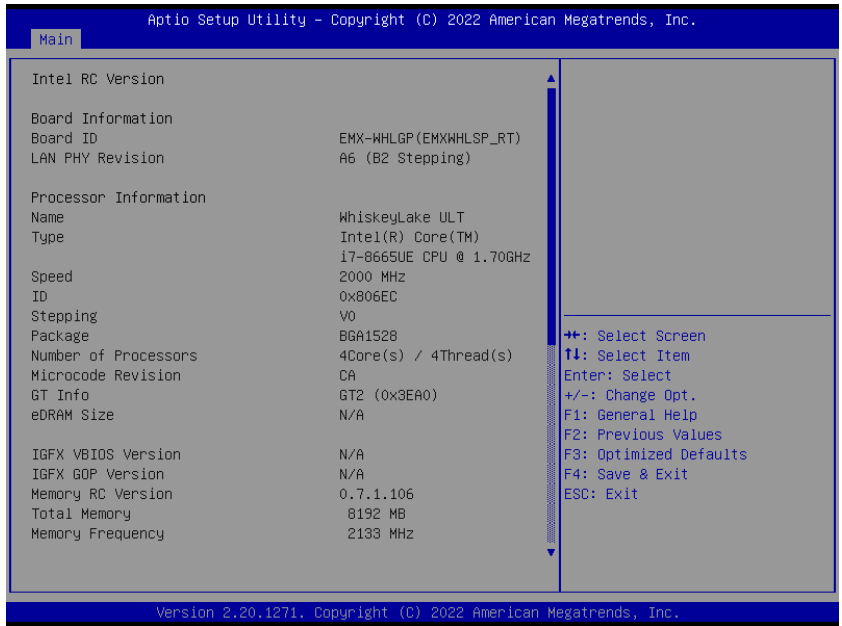 Aptio Setup Utility – Copyright (C) 2022 American Megatrends, Inc.
Main
Intel RC Version
Board Information
Board ID EMX-WHLGP(EMXWHLSP_RT)
LAN PHY Revision A6 (B2 Stepping)
Processor Information
Name WhiskeyLake ULT
Type Intel(R) Core(TM)
i7-8665UE CPU @ 1.70GHz
Speed 2000 MHz
ID 0x806EC
Stepping V0
Package BGA1528
Number of Processors 4Core(s) / 4Thread(s)
Microcode Revision CA
GT Info GT2 (0x3EA0)
eDRAM Size N/A
IGFX VBIOS Version N/A
IGFX GOP Version N/A
Memory RC Version 0.7.1.106
Total Memory 8192 MB
Memory Frequency 2133 MHz
→←: Select Screen
↑↓: Select Item
Enter: Select
+/-: Change Opt.
F1: General Help
F2: Previous Values
F3: Optimized Defaults
F4: Save & Exit
ESC: Exit
Version 2.20.1271. Copyright (C) 2022 American Megatrends, Inc.